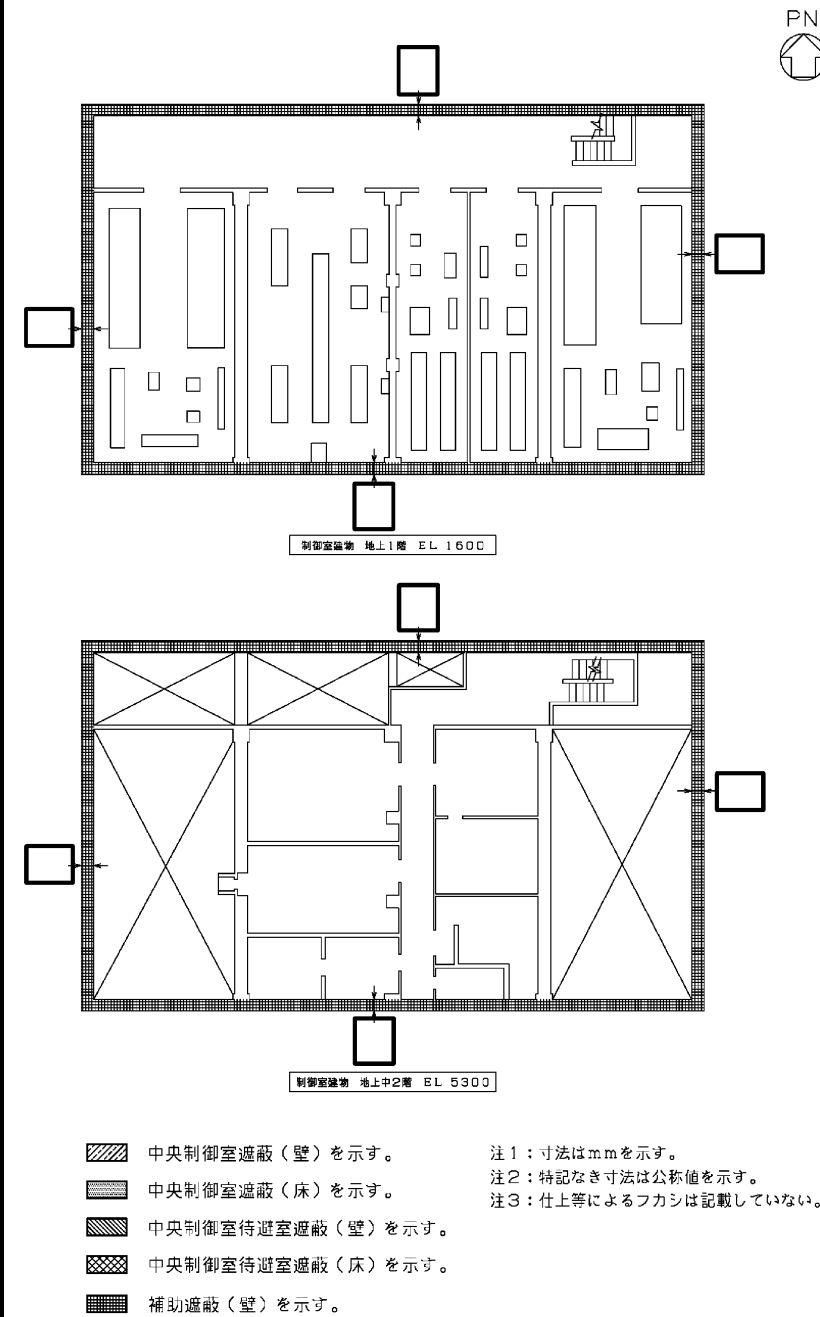 PN
制御室建物 地上1階 EL 1600
制御室建物 地上中2階 EL 5300
中央制御室遮蔽（壁）を示す。
中央制御室遮蔽（床）を示す。
中央制御室待避室遮蔽（壁）を示す。
中央制御室待避室遮蔽（床）を示す。
補助遮蔽（壁）を示す。
注1：寸法はmmを示す。
注2：特記なき寸法は公称値を示す。
注3：仕上等によるフカシは記載していない。